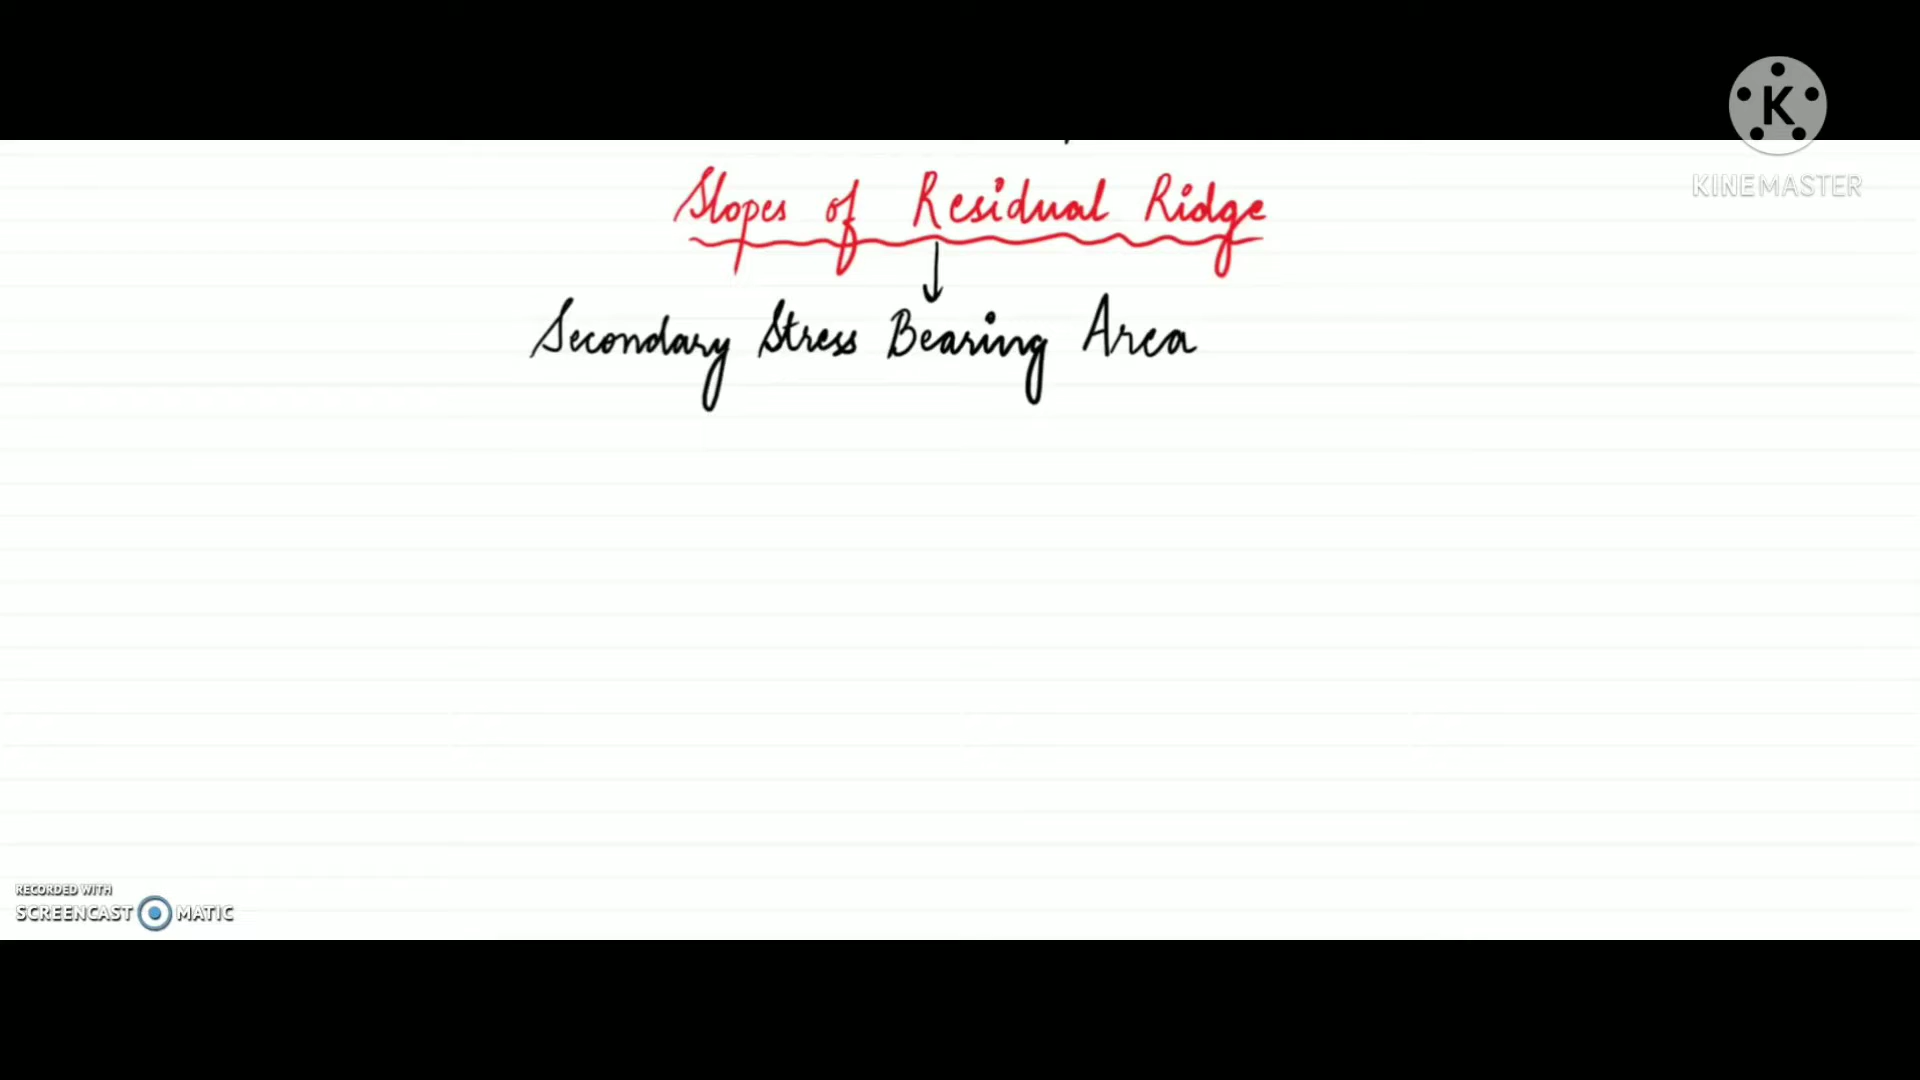 K
KINEMASTER
Slopes of Residual Ridge
Secondary Stress Bearing Area
RECORDED WITH
SCREENCAST MATIC